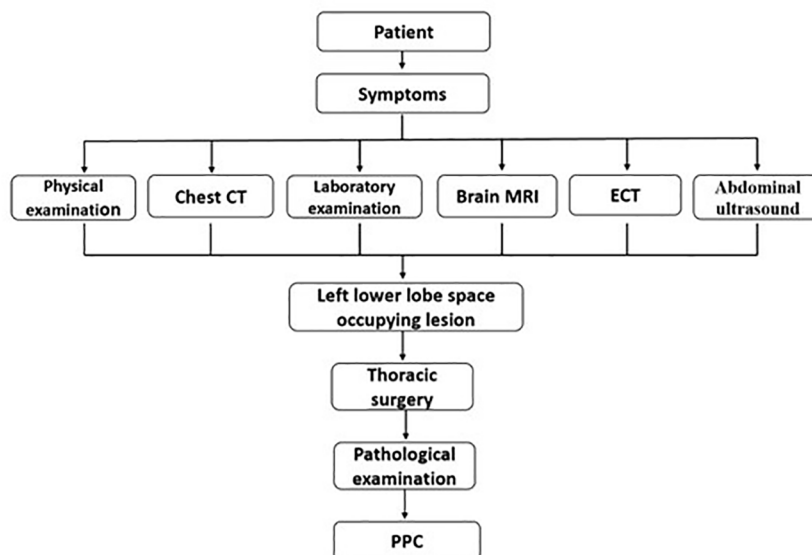 Patient
Symptoms
Physical
examination
Chest CT
Laboratory
examination
Brain MRI
ECT
Abdominal
ultrasound
Left lower lobe space
occupying lesion
Thoracic
surgery
Pathological
examination
PPC